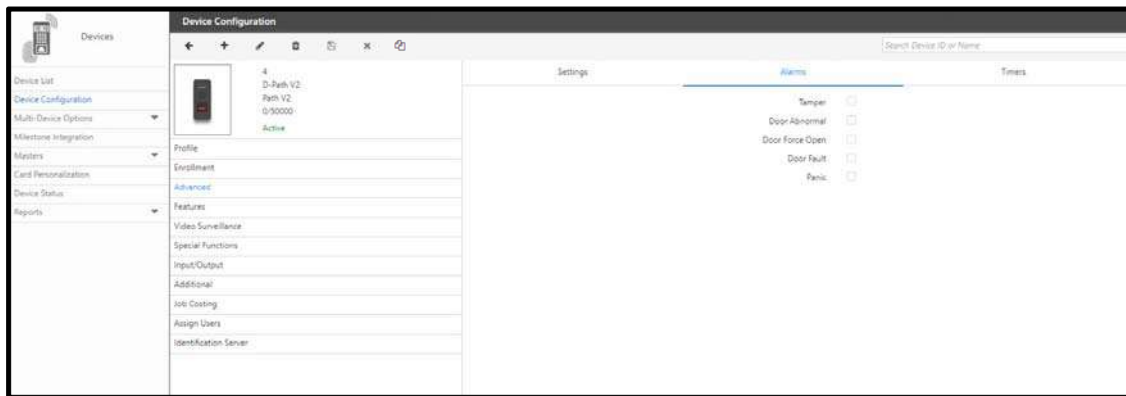 Devices
Device List
Device Configuration
Multi-Device Options
Milestone Integration
Masters
Card Personalization
Device Status
Reports
Device Configuration
Search Device ID or Name
4
D-Path V2
Path V2
0/50000
Active
Profile
Enrollment
Advanced
Features
Video Surveillance
Special Functions
Input/Output
Additional
Job Costing
Assign Users
Identification Server
Settings
Alarms
Timers
Tamper
Door Abnormal
Door Force Open
Door Fault
Panic